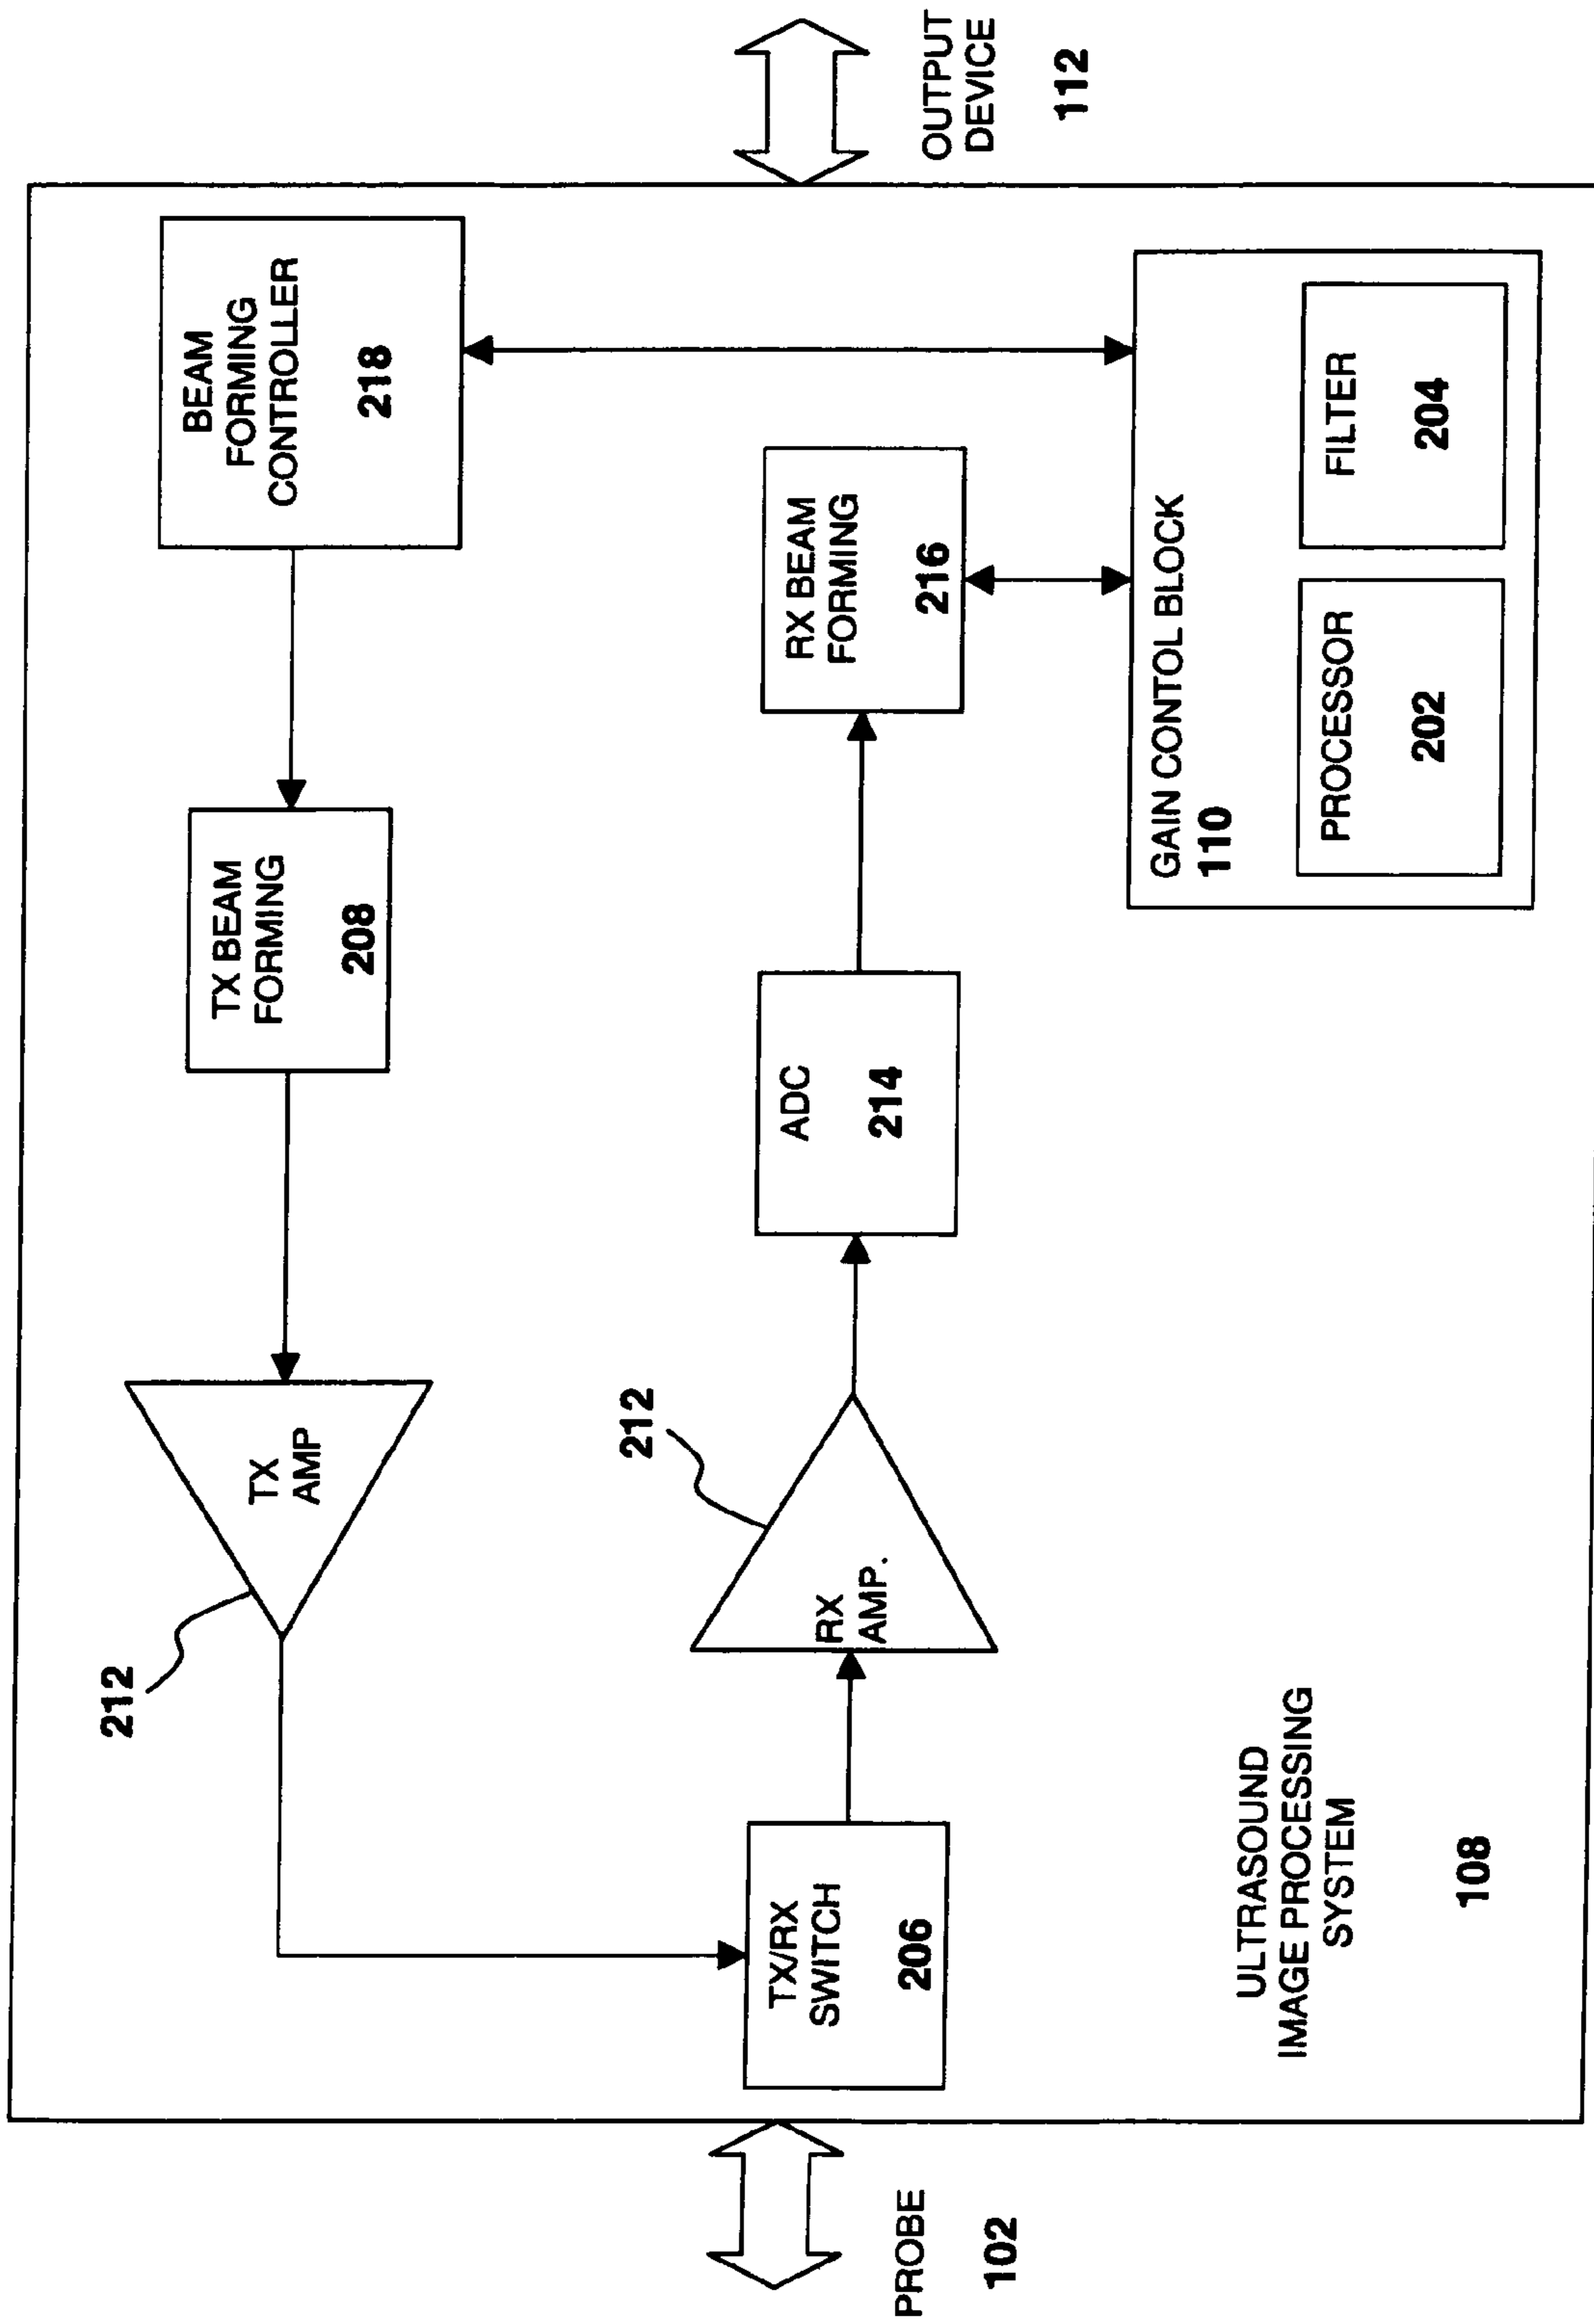 BEAM
FORMING
CONTROLLER
218
TX BEAM
FORMING
208
TX
AMP
212
OUTPUT
DEVICE
112
RX BEAM
FORMING
216
ADC
214
212
RX
AMP.
TX/RX
SWITCH
206
PROBE
102
GAIN CONTOL BLOCK
110
PROCESSOR
202
FILTER
204
ULTRASOUND
IMAGE PROCESSING
SYSTEM
108